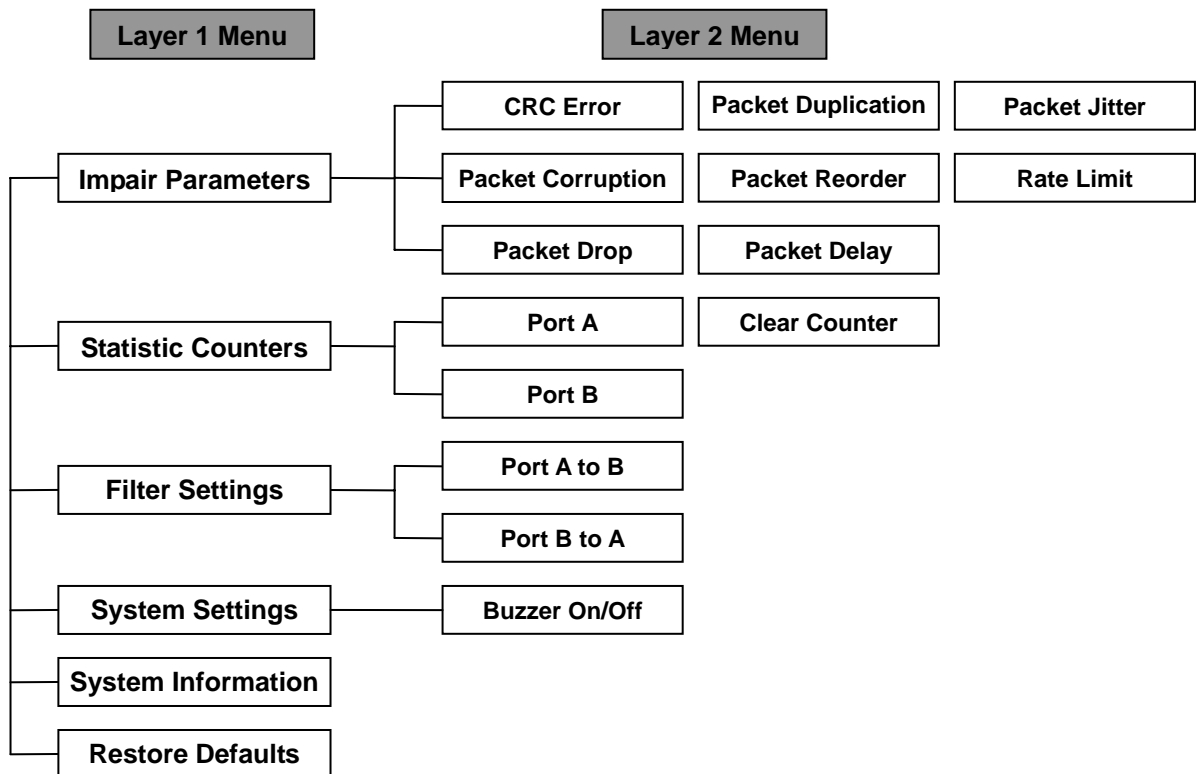 Layer 1 Menu
Layer 2 Menu
CRC Error
Packet Duplication
Packet Jitter
Impair Parameters
Packet Corruption
Packet Reorder
Rate Limit
Packet Drop
Packet Delay
Statistic Counters
Port A
Clear Counter
Port B
Filter Settings
Port A to B
Port B to A
System Settings
Buzzer On/Off
System Information
Restore Defaults